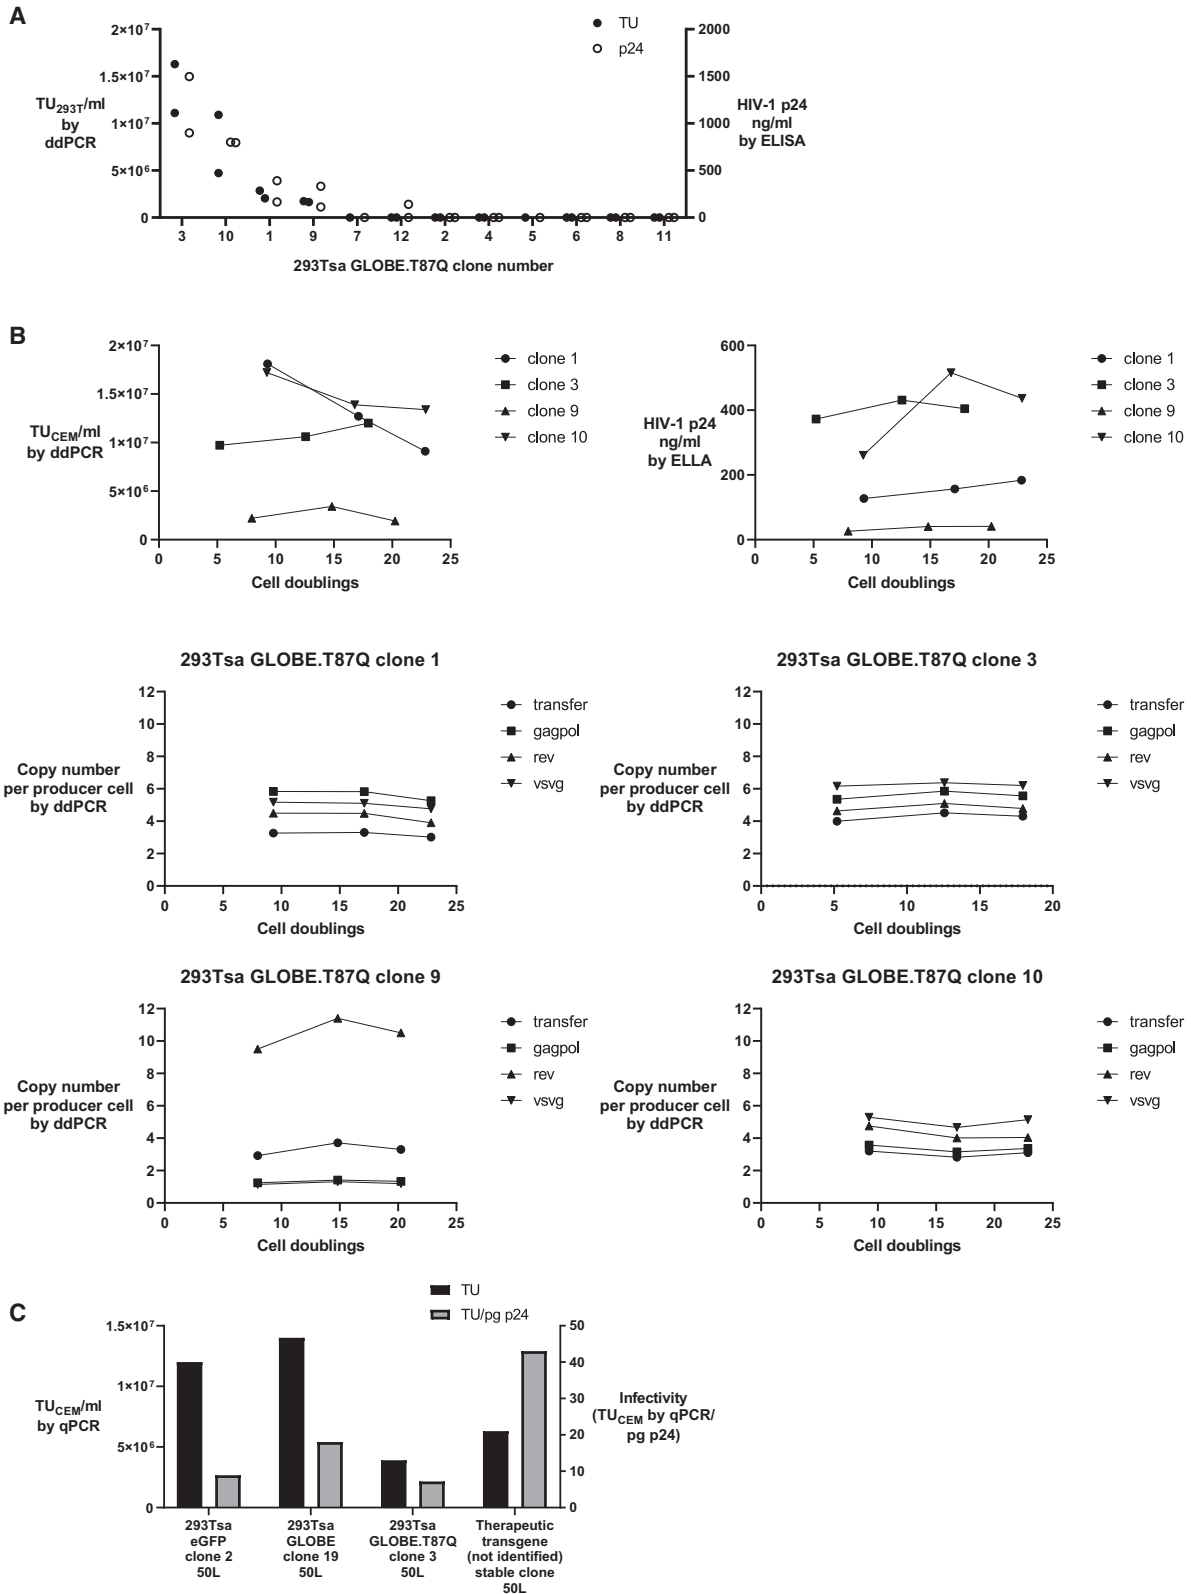 A
TU
p24
2×10⁷
1.5×10⁷
1×10⁷
5×10⁶
0
TU293T/ml
by
ddPCR
2000
1500
1000
500
0
HIV-1 p24
ng/ml
by ELISA
3 10 1 9 7 12 2 4 5 6 8 11
293Tsa GLOBE.T87Q clone number
B
2×10⁷
1.5×10⁷
1×10⁷
5×10⁶
0
TUCEM/ml
by ddPCR
0 5 10 15 20 25
Cell doublings
clone 1
clone 3
clone 9
clone 10
600
400
200
0
HIV-1 p24
ng/ml
by ELLA
0 5 10 15 20 25
Cell doublings
clone 1
clone 3
clone 9
clone 10
293Tsa GLOBE.T87Q clone 1
12
10
8
6
4
2
0
Copy number
per producer cell
by ddPCR
0 5 10 15 20 25
Cell doublings
transfer
gagpol
rev
vsvg
293Tsa GLOBE.T87Q clone 3
12
10
8
6
4
2
0
Copy number
per producer cell
by ddPCR
0 5 10 15 20
Cell doublings
transfer
gagpol
rev
vsvg
293Tsa GLOBE.T87Q clone 9
12
10
8
6
4
2
0
Copy number
per producer cell
by ddPCR
0 5 10 15 20 25
Cell doublings
transfer
gagpol
rev
vsvg
293Tsa GLOBE.T87Q clone 10
12
10
8
6
4
2
0
Copy number
per producer cell
by ddPCR
0 5 10 15 20 25
Cell doublings
transfer
gagpol
rev
vsvg
C
TU
TU/pg p24
1.5×10⁷
1×10⁷
5×10⁶
0
TUCEM/ml
by qPCR
50
40
30
20
10
0
Infectivity
(TUCEM by qPCR/
pg p24)
293Tsa
eGFP
clone 2
50L
293Tsa
GLOBE
clone 19
50L
293Tsa
GLOBE.T87Q
clone 3
50L
Therapeutic
transgene
(not identified)
stable clone
50L